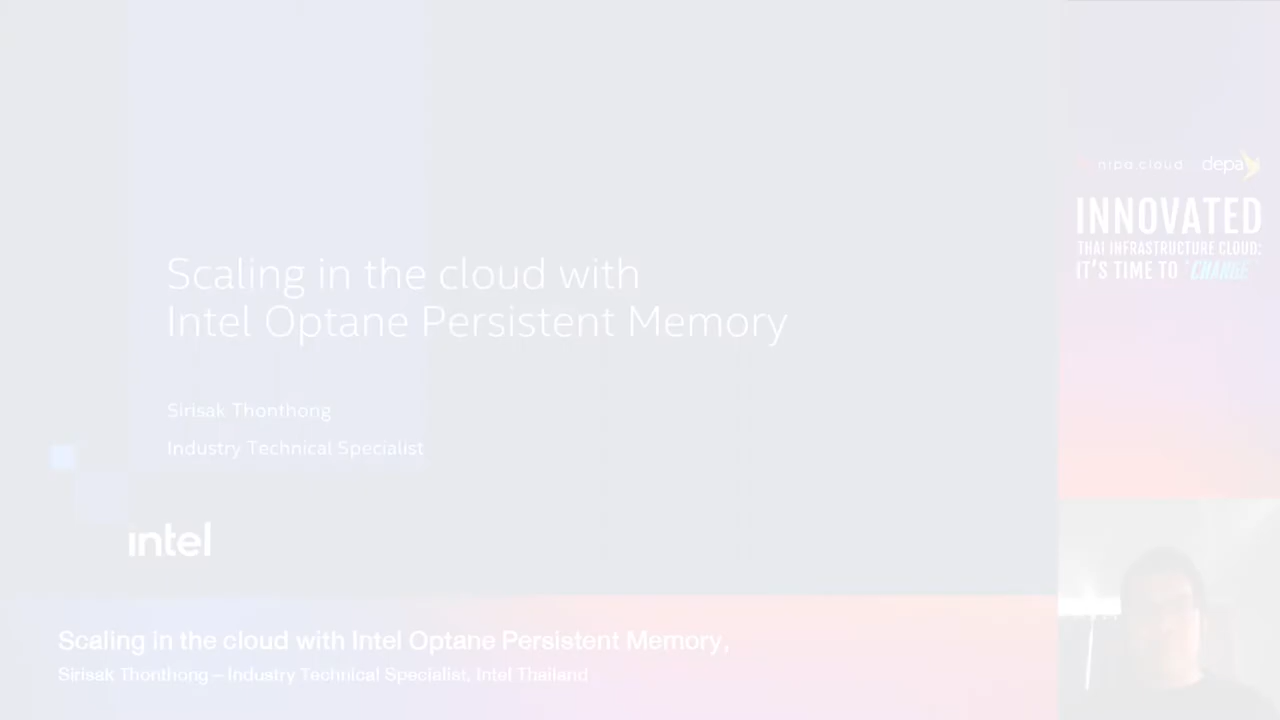 Scaling in the cloud with
Intel Optane Persistent Memory
Sirisak Thonthong
Industry Technical Specialist
intel
nipa.cloud
depa
INNOVATED
THAI INFRASTRUCTURE CLOUD:
IT'S TIME TO "CHANGE"
Scaling in the cloud with Intel Optane Persistent Memory,
Sirisak Thonthong – Industry Technical Specialist, Intel Thailand